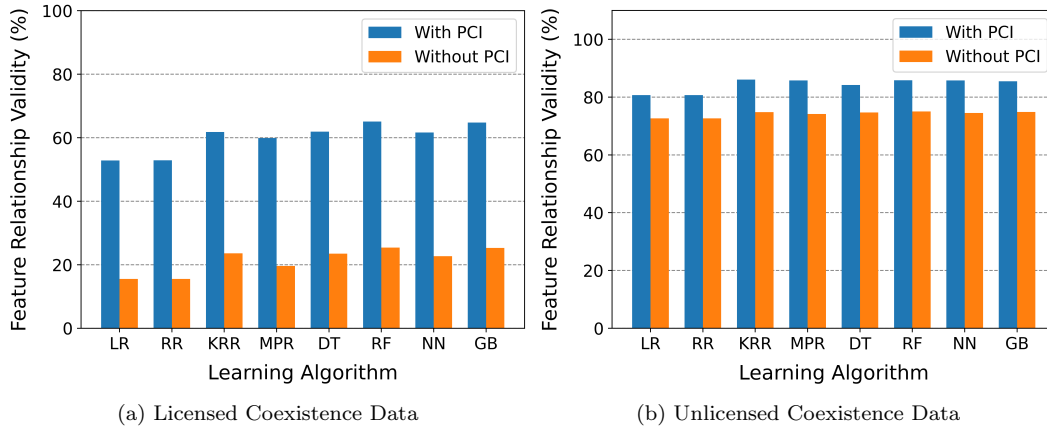 Feature Relationship Validity (%)
100
80
60
40
20
0
With PCI
Without PCI
LR RR KRR MPR DT RF NN GB
Learning Algorithm
(a) Licensed Coexistence Data
Feature Relationship Validity (%)
100
80
60
40
20
0
With PCI
Without PCI
LR RR KRR MPR DT RF NN GB
Learning Algorithm
(b) Unlicensed Coexistence Data